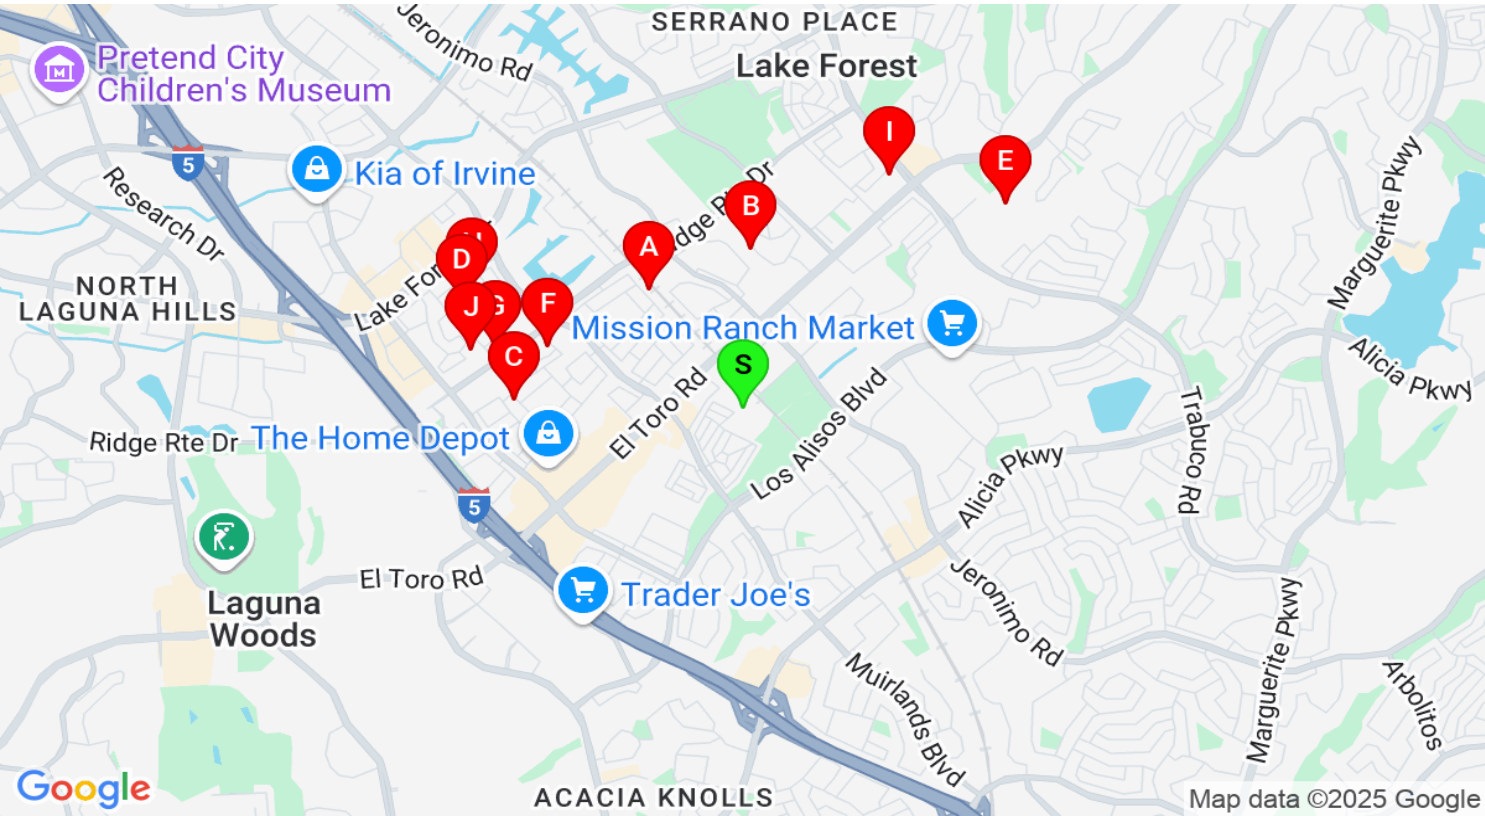 SERRANO PLACE
Jeronimo Rd
Lake Forest
Pretend City
Children's Museum
M
I
5
E
Kia of Irvine
Research Dr
Marguerite Pkwy
B
A
H
D
NORTH
LAGUNA HILLS
J
G
F
Mission Ranch Market
C
S
Alicia Pkwy
El Toro Rd
Los Alisos Blvd
Trabuco Rd
Ridge Rte Dr
The Home Depot
Alicia Pkwy
5
El Toro Rd
Trader Joe's
Jeronimo Rd
Laguna
Woods
Marguerite Pkwy
Muirlands Blvd
Arbolitos
Google
ACACIA KNOLLS
Map data ©2025 Google